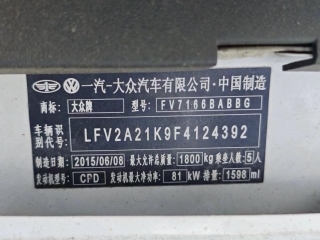 一汽-大众汽车有限公司·中国制造
商标: 大众牌 型号: FV7166BABBG
车辆识别代号: LFV2A21K9F4124392
制造日期 2015/06/08 最大允许总质量 1800 kg 乘坐人数 5 人
发动机型号 CPD 发动机最大净功率: 81 kW 排量: 1598 ml